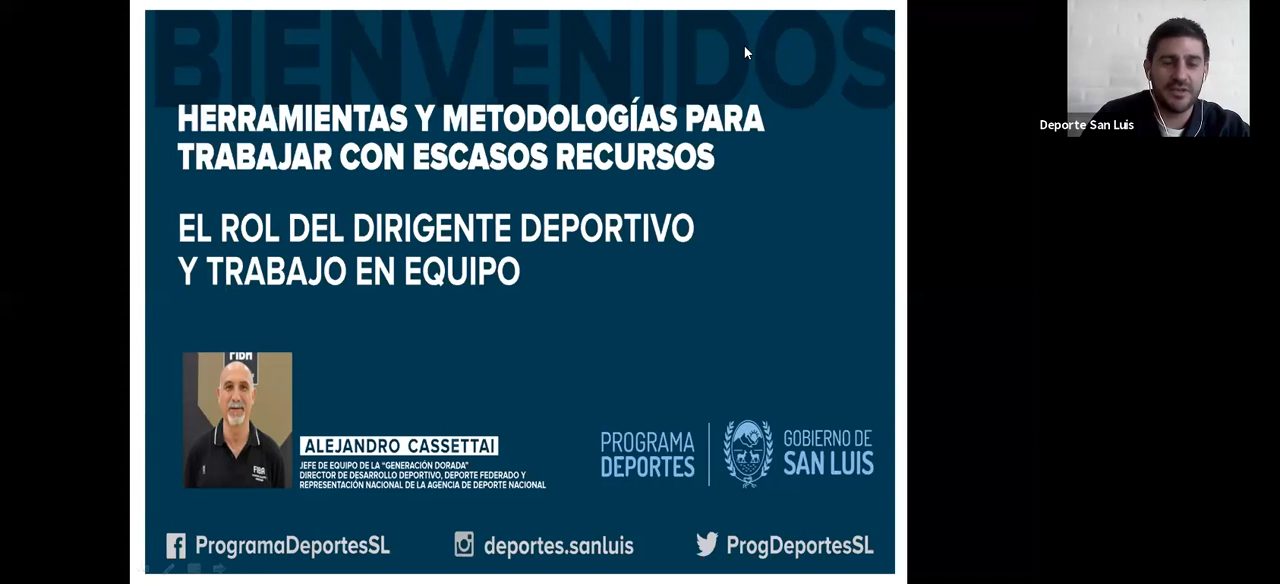 BIENVENIDOS
HERRAMIENTAS Y METODOLOGÍAS PARA
TRABAJAR CON ESCASOS RECURSOS
EL ROL DEL DIRIGENTE DEPORTIVO
Y TRABAJO EN EQUIPO
FIBA
FIBA
ALEJANDRO CASSETTAI
JEFE DE EQUIPO DE LA "GENERACIÓN DORADA"
DIRECTOR DE DESARROLLO DEPORTIVO, DEPORTE FEDERADO Y
REPRESENTACIÓN NACIONAL DE LA AGENCIA DE DEPORTE NACIONAL
PROGRAMA
DEPORTES
GOBIERNO DE
SAN LUIS
ProgramaDeportesSL
deportes.sanluis
ProgDeportesSL
Deporte San Luis